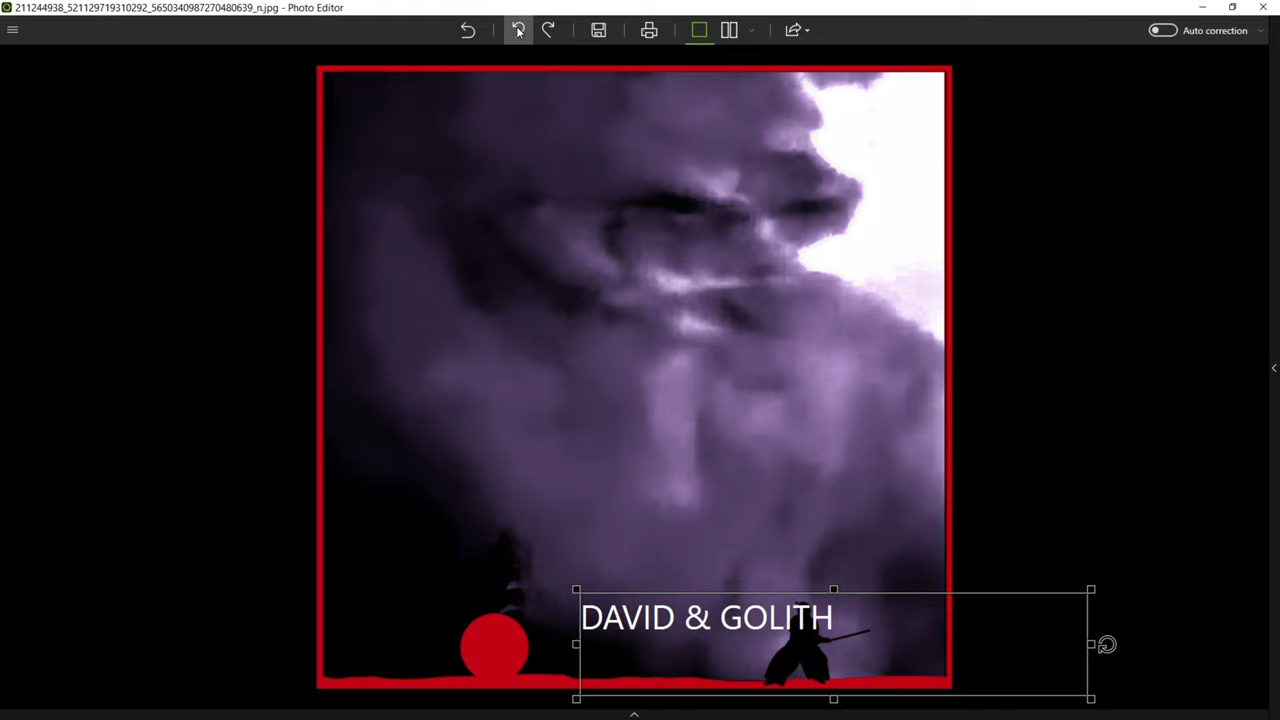 211244938_521129719310292_5650340987270480639_n.jpg - Photo Editor
Auto correction
DAVID & GOLITH